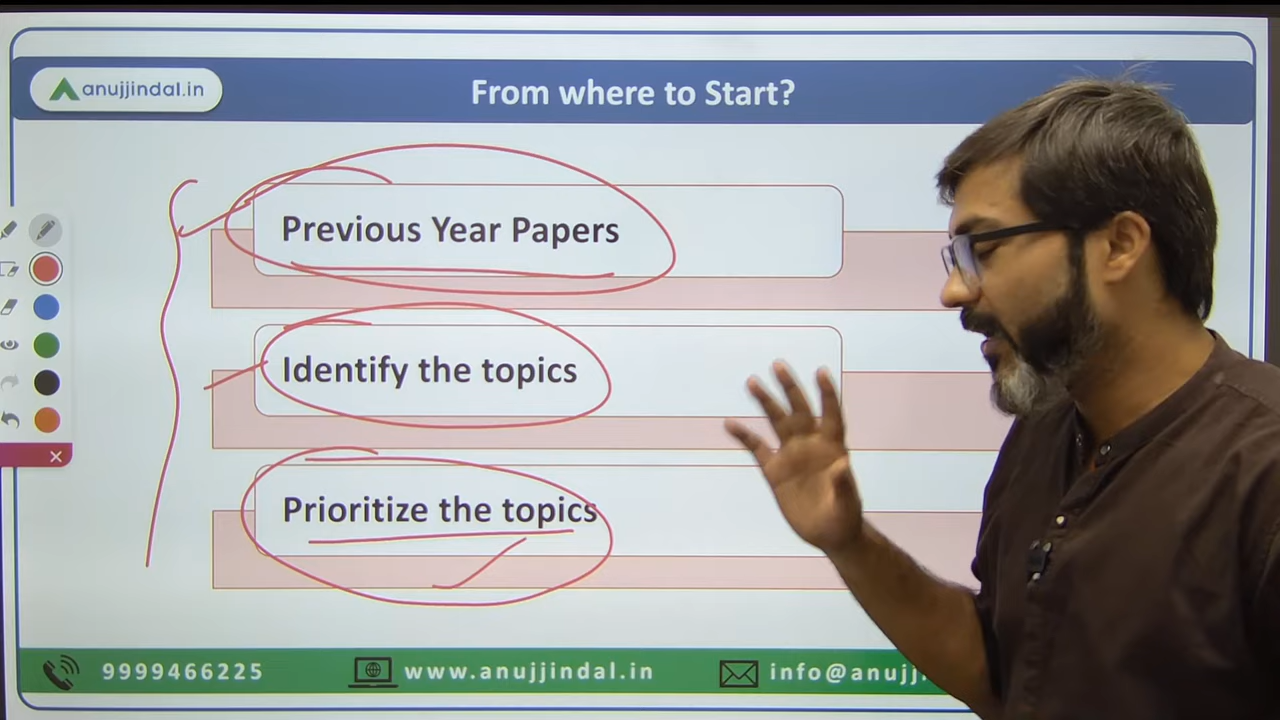 anujjindal.in
From where to Start?
Previous Year Papers
Identify the topics
Prioritize the topics
9999466225
www.anujjindal.in
info@anujj